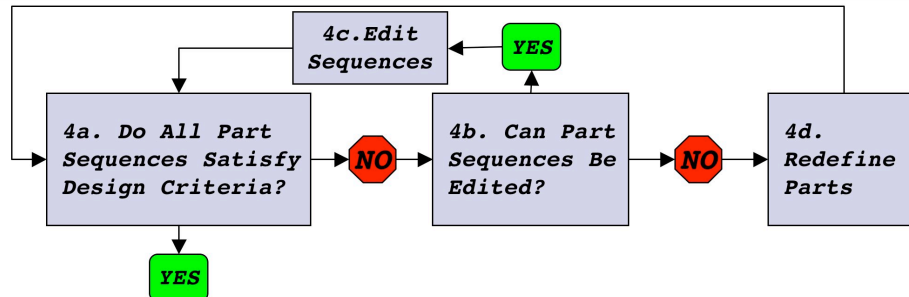 4c.Edit
Sequences
YES
4a. Do All Part
Sequences Satisfy
Design Criteria?
NO
4b. Can Part
Sequences Be
Edited?
NO
4d.
Redefine
Parts
YES